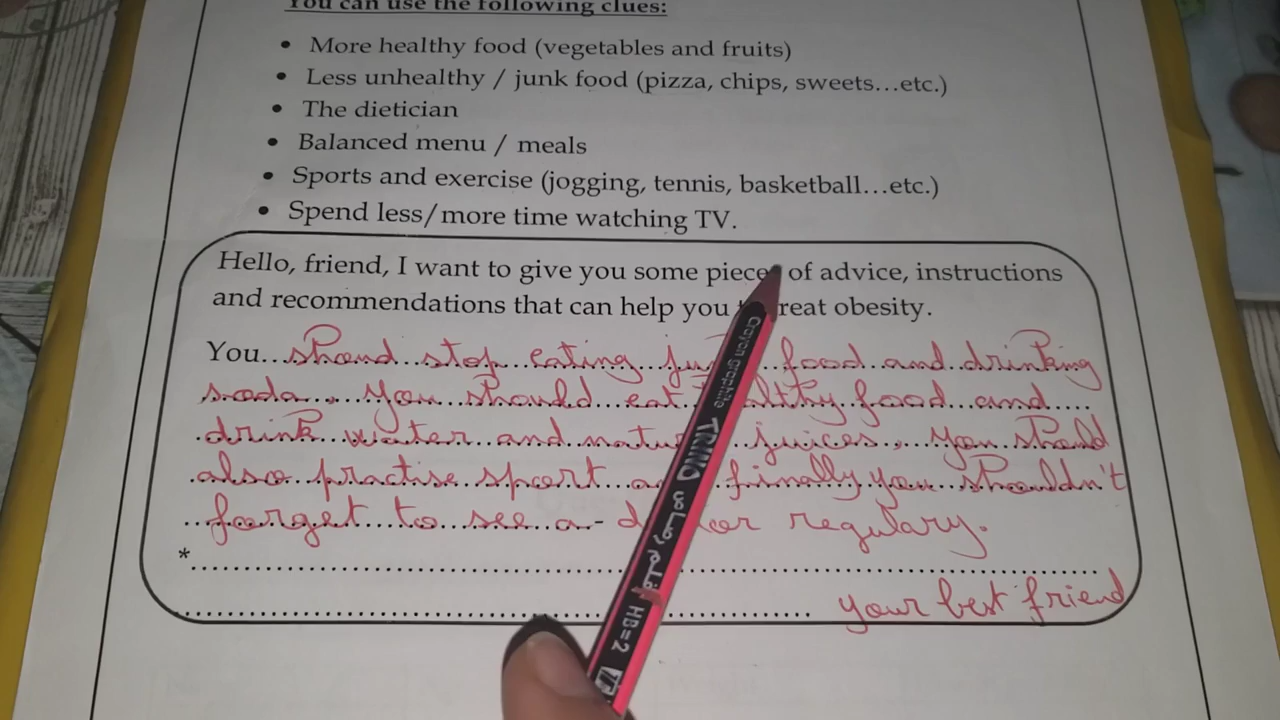 You can use the following clues:
• More healthy food (vegetables and fruits)
• Less unhealthy / junk food (pizza, chips, sweets...etc.)
• The dietician
• Balanced menu / meals
• Sports and exercise (jogging, tennis, basketball...etc.)
• Spend less/more time watching TV.
Hello, friend, I want to give you some pieces of advice, instructions
and recommendations that can help you treat obesity.
You shoud stop eating food and drinking
soda. You should eat food and
drink water and juices, you should
also practise sport finally you shouldn't
forget to see a regulary.
*
your best friend
Crayon graphite TRINO قلم رصاص HB=2